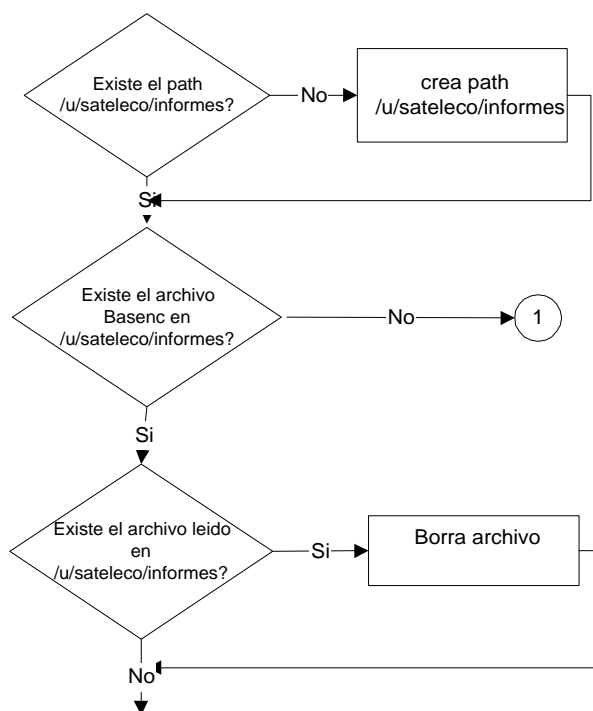 Existe el path
/u/sateleco/informes?
No
crea path
/u/sateleco/informes
Si
Existe el archivo
Basenc en
/u/sateleco/informes?
No
1
Si
Existe el archivo leido
en
/u/sateleco/informes?
Si
Borra archivo
No